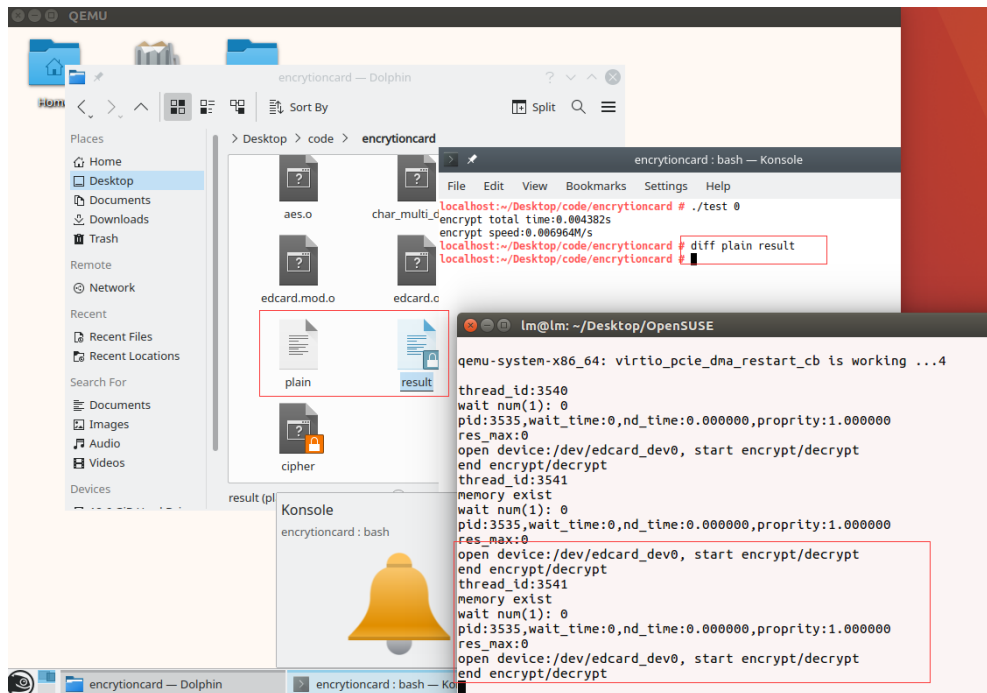 QEMU
Home
encrytioncard — Dolphin
Sort By
Split
Places
Home
Desktop
Documents
Downloads
Trash
Remote
Network
Recent
Recent Files
Recent Locations
Search For
Documents
Images
Audio
Videos
Devices
> Desktop > code > encrytioncard
aes.o
char_multi_d
edcard.mod.o
edcard.o
plain
result
cipher
result (pl
encrytioncard : bash — Konsole
File Edit View Bookmarks Settings Help
localhost:~/Desktop/code/encrytioncard # ./test 0
encrypt total time:0.004382s
encrypt speed:0.006964M/s
localhost:~/Desktop/code/encrytioncard # diff plain result
localhost:~/Desktop/code/encrytioncard #
Konsole
encrytioncard : bash
lm@lm: ~/Desktop/OpenSUSE
qemu-system-x86_64: virtio_pcie_dma_restart_cb is working ...4
thread_id:3540
wait num(1): 0
pid:3535,wait_time:0,nd_time:0.000000,proprity:1.000000
res_max:0
open device:/dev/edcard_dev0, start encrypt/decrypt
end encrypt/decrypt
thread_id:3541
memory exist
wait num(1): 0
pid:3535,wait_time:0,nd_time:0.000000,proprity:1.000000
res_max:0
open device:/dev/edcard_dev0, start encrypt/decrypt
end encrypt/decrypt
thread_id:3541
memory exist
wait num(1): 0
pid:3535,wait_time:0,nd_time:0.000000,proprity:1.000000
res_max:0
open device:/dev/edcard_dev0, start encrypt/decrypt
end encrypt/decrypt
encrytioncard — Dolphin
encrytioncard : bash — Ko